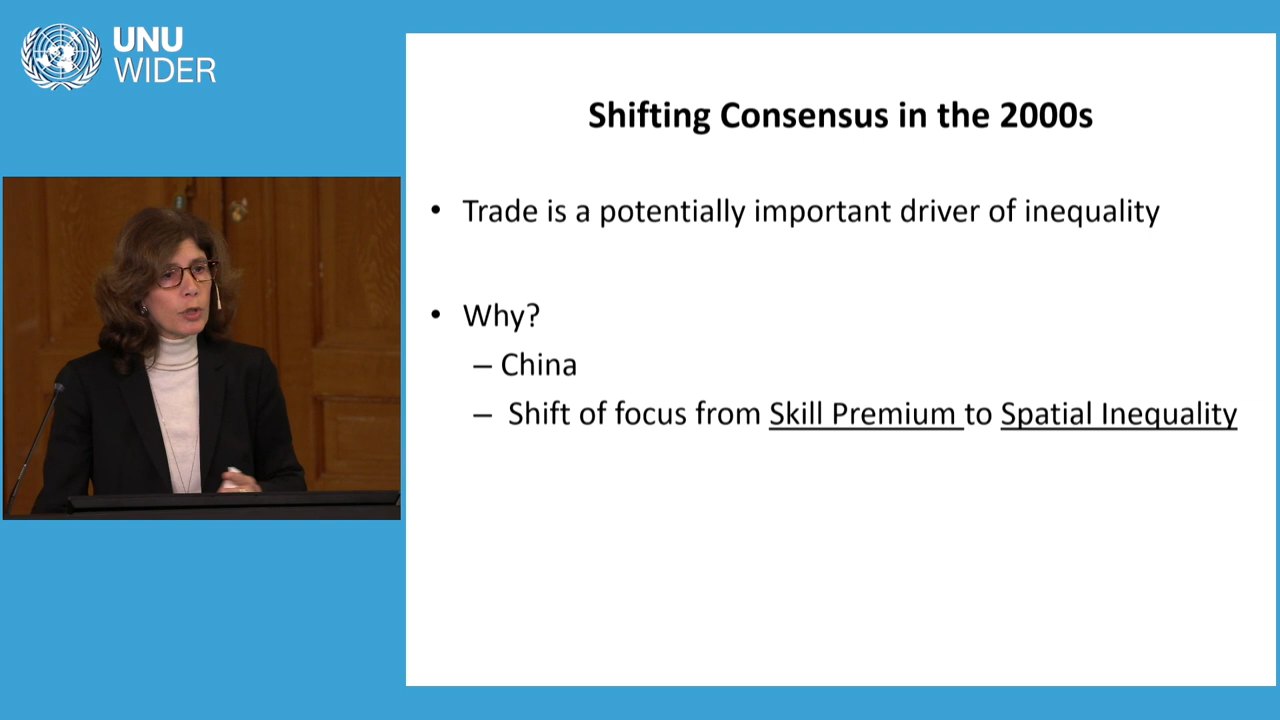 UNU
WIDER
Shifting Consensus in the 2000s
• Trade is a potentially important driver of inequality
• Why?
– China
– Shift of focus from Skill Premium to Spatial Inequality